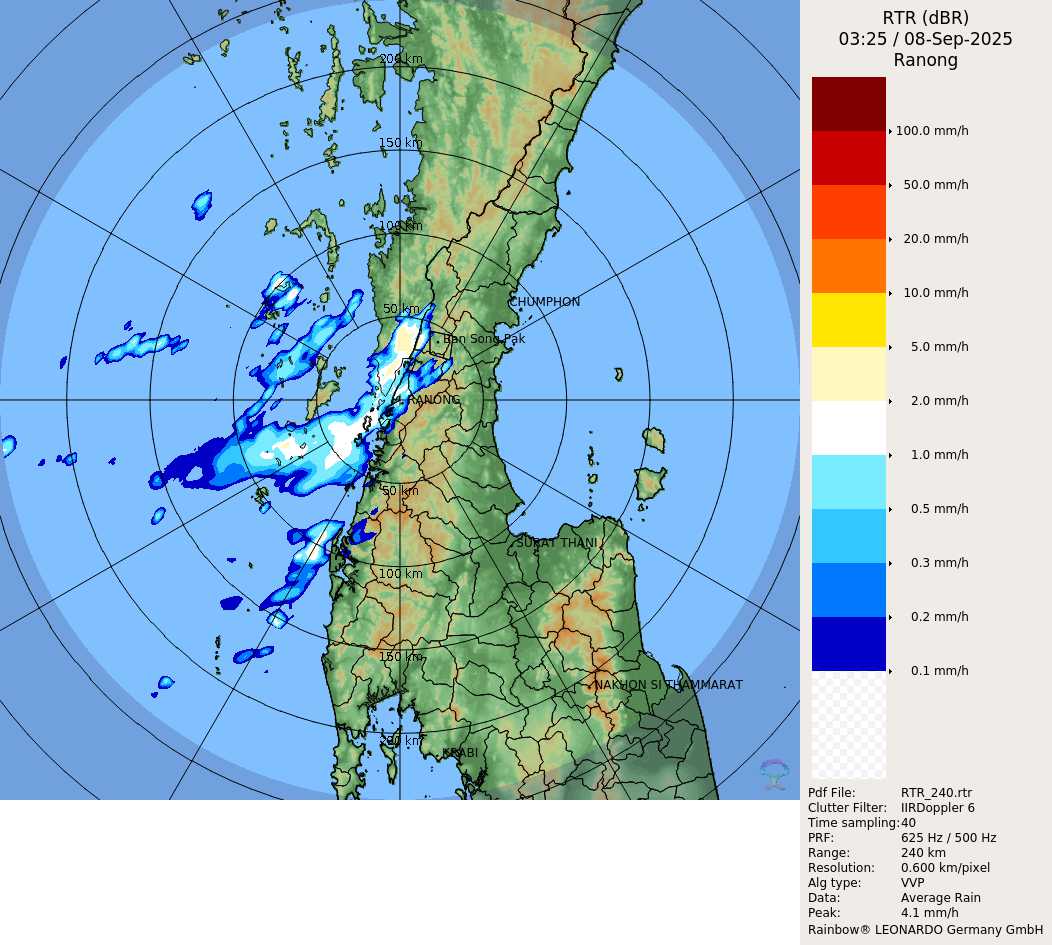 RTR (dBR)
03:25 / 08-Sep-2025
Ranong
200 km
150 km
100 km
50 km
CHUMPHON
Ban Song Pak
RANONG
50 km
SURAT THANI
100 km
150 km
NAKHON SI THAMMARAT
200 km
KRABI
100.0 mm/h
50.0 mm/h
20.0 mm/h
10.0 mm/h
5.0 mm/h
2.0 mm/h
1.0 mm/h
0.5 mm/h
0.3 mm/h
0.2 mm/h
0.1 mm/h
Pdf File: RTR_240.rtr
Clutter Filter: IIRDoppler 6
Time sampling:40
PRF: 625 Hz / 500 Hz
Range: 240 km
Resolution: 0.600 km/pixel
Alg type: VVP
Data: Average Rain
Peak: 4.1 mm/h
Rainbow® LEONARDO Germany GmbH